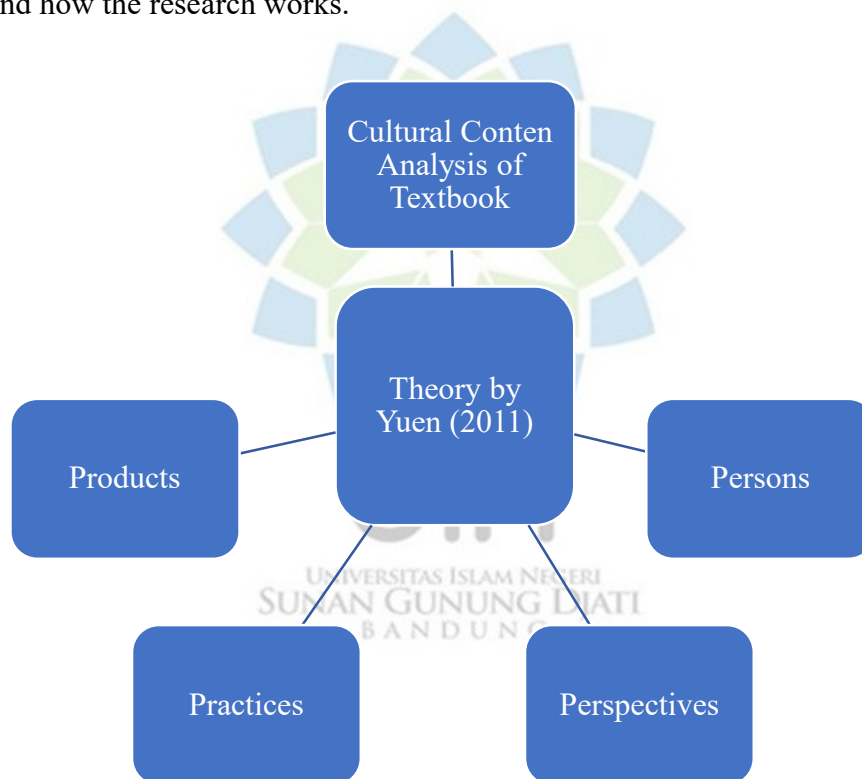 nd how the research works.
Cultural Conten
Analysis of
Textbook
Theory by
Yuen (2011)
Products
Persons
UNIVERSITAS ISLAM NEGERI
SUNAN GUNUNG DJATI
BANDUNG
Practices
Perspectives